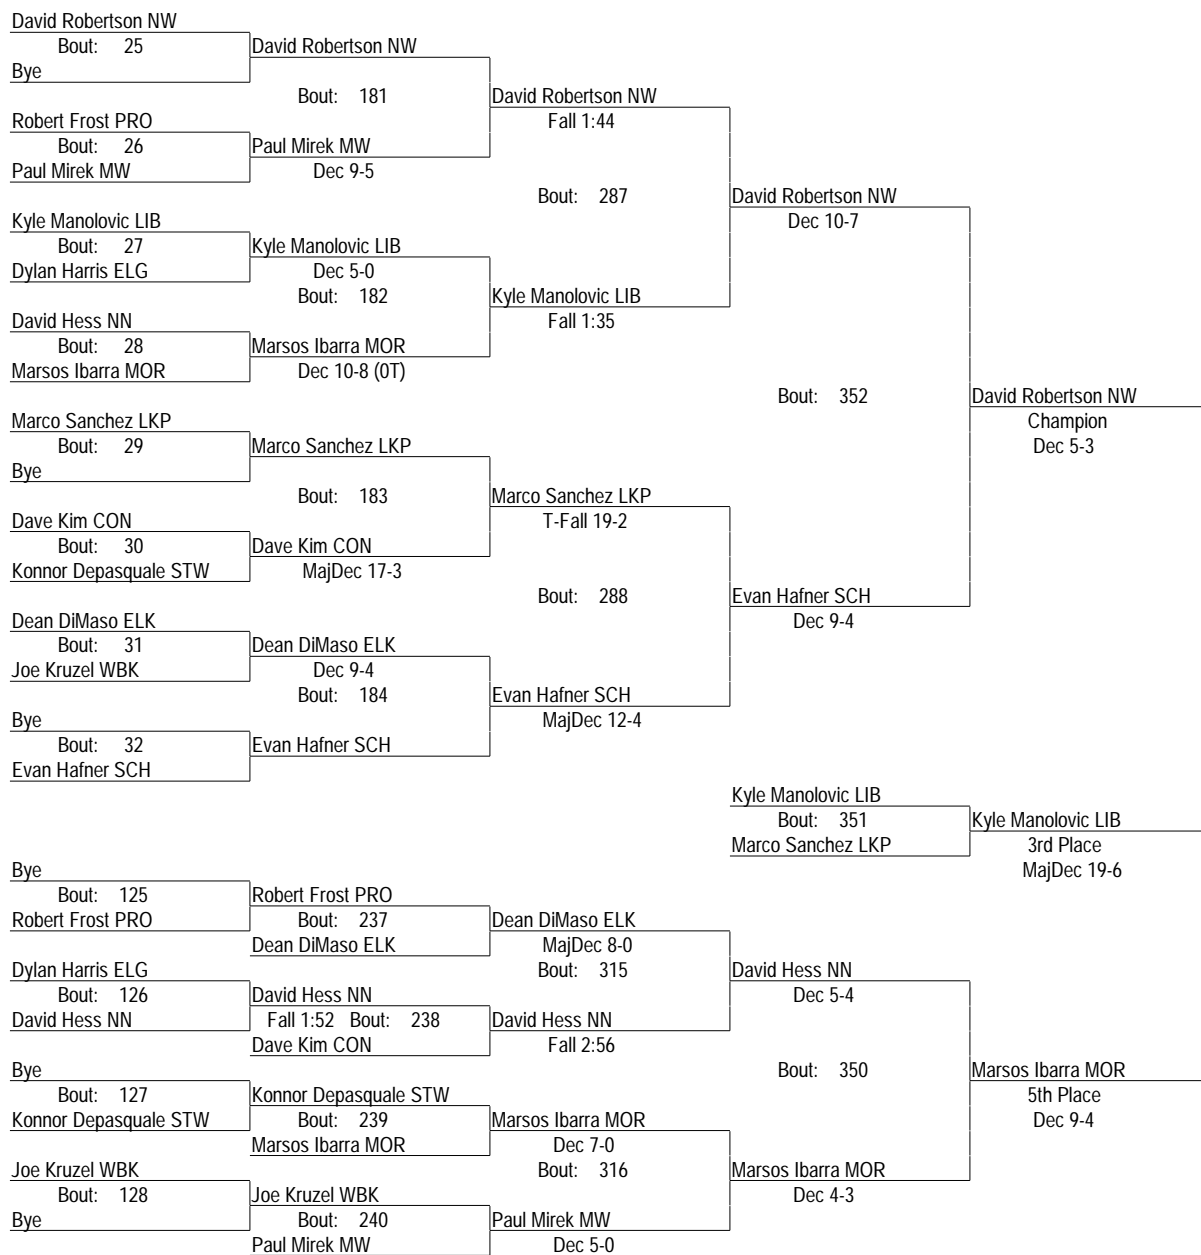 David Robertson NW
Bout: 25
Bye
David Robertson NW
Bout: 181
Robert Frost PRO
Bout: 26
Paul Mirek MW
Paul Mirek MW
Dec 9-5
David Robertson NW
Fall 1:44
Bout: 287
Kyle Manolovic LIB
Bout: 27
Dylan Harris ELG
Kyle Manolovic LIB
Dec 5-0
Bout: 182
David Hess NN
Bout: 28
Marsos Ibarra MOR
Marsos Ibarra MOR
Dec 10-8 (0T)
Kyle Manolovic LIB
Fall 1:35
David Robertson NW
Dec 10-7
Bout: 352
David Robertson NW
Champion
Dec 5-3
Marco Sanchez LKP
Bout: 29
Bye
Marco Sanchez LKP
Bout: 183
Dave Kim CON
Bout: 30
Konnor Depasquale STW
Dave Kim CON
MajDec 17-3
Marco Sanchez LKP
T-Fall 19-2
Bout: 288
Dean DiMaso ELK
Bout: 31
Joe Kruzel WBK
Dean DiMaso ELK
Dec 9-4
Bout: 184
Bye
Bout: 32
Evan Hafner SCH
Evan Hafner SCH
Evan Hafner SCH
MajDec 12-4
Evan Hafner SCH
Dec 9-4
Kyle Manolovic LIB
Bout: 351
Marco Sanchez LKP
Kyle Manolovic LIB
3rd Place
MajDec 19-6
Bye
Bout: 125
Robert Frost PRO
Robert Frost PRO
Bout: 237
Dean DiMaso ELK
Dean DiMaso ELK
MajDec 8-0
Bout: 315
Dylan Harris ELG
Bout: 126
David Hess NN
David Hess NN
Fall 1:52 Bout: 238
Dave Kim CON
David Hess NN
Fall 2:56
David Hess NN
Dec 5-4
Bout: 350
Marsos Ibarra MOR
5th Place
Dec 9-4
Bye
Bout: 127
Konnor Depasquale STW
Konnor Depasquale STW
Bout: 239
Marsos Ibarra MOR
Marsos Ibarra MOR
Dec 7-0
Bout: 316
Joe Kruzel WBK
Bout: 128
Bye
Joe Kruzel WBK
Bout: 240
Paul Mirek MW
Paul Mirek MW
Dec 5-0
Marsos Ibarra MOR
Dec 4-3